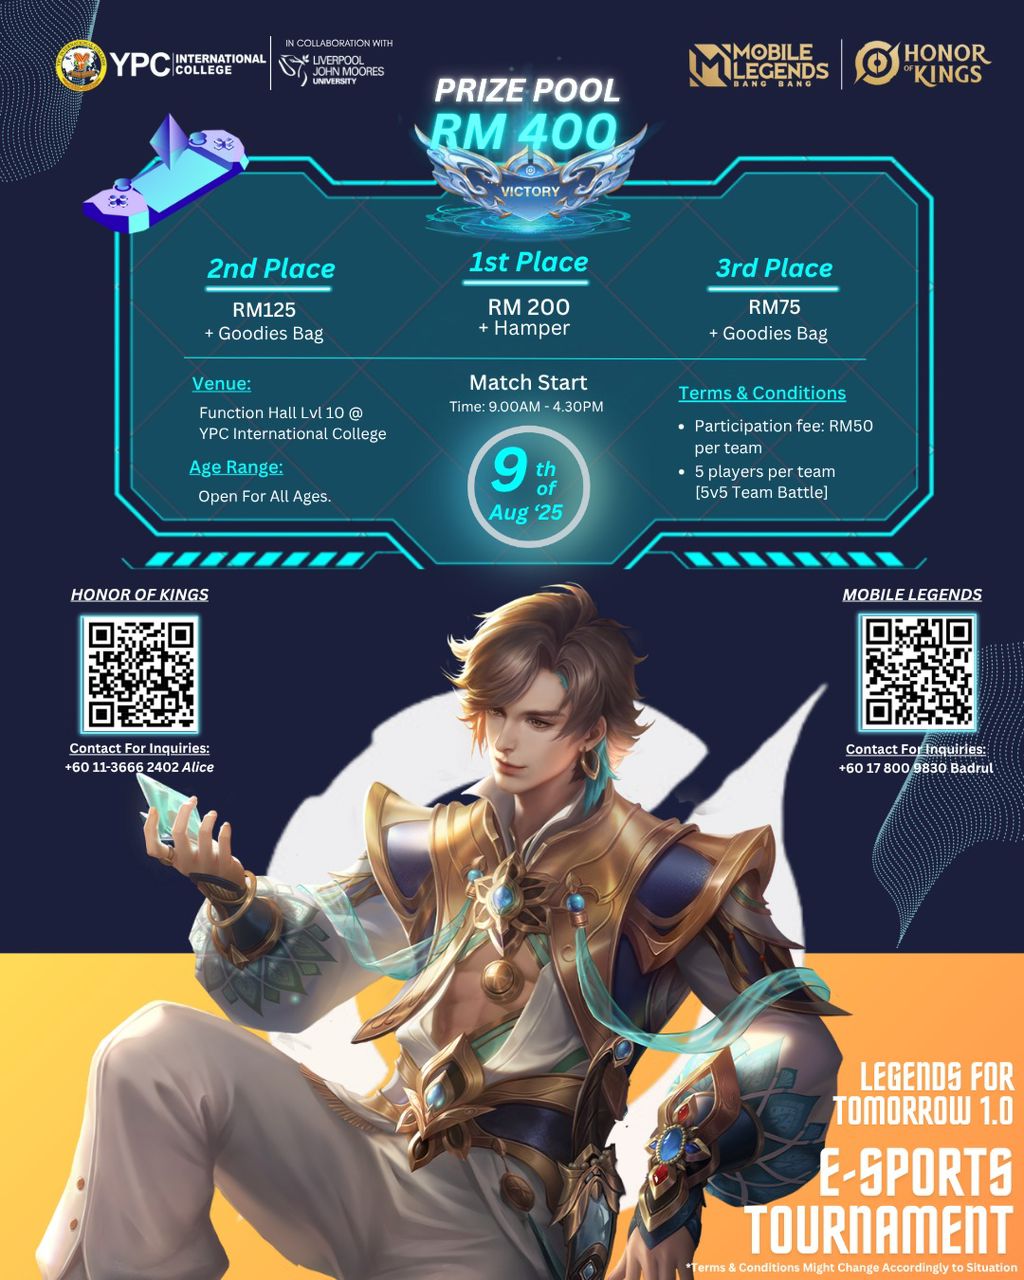 YPC INTERNATIONAL COLLEGE
IN COLLABORATION WITH
LIVERPOOL
JOHN MOORES
UNIVERSITY
MOBILE
LEGENDS
BANG BANG
HONOR
OF KINGS
PRIZE POOL
RM 400
VICTORY
2nd Place
RM125
+ Goodies Bag
1st Place
RM 200
+ Hamper
3rd Place
RM75
+ Goodies Bag
Venue:
Function Hall Lvl 10 @
YPC International College
Age Range:
Open For All Ages.
Match Start
Time: 9.00AM - 4.30PM
9 th
of
Aug ‘25
Terms & Conditions
• Participation fee: RM50
per team
• 5 players per team
[5v5 Team Battle]
HONOR OF KINGS
Contact For Inquiries:
+60 11-3666 2402 Alice
MOBILE LEGENDS
Contact For Inquiries:
+60 17 800 9830 Badrul
LEGENDS FOR
TOMORROW 1.0
E-SPORTS
TOURNAMENT
*Terms & Conditions Might Change Accordingly to Situation